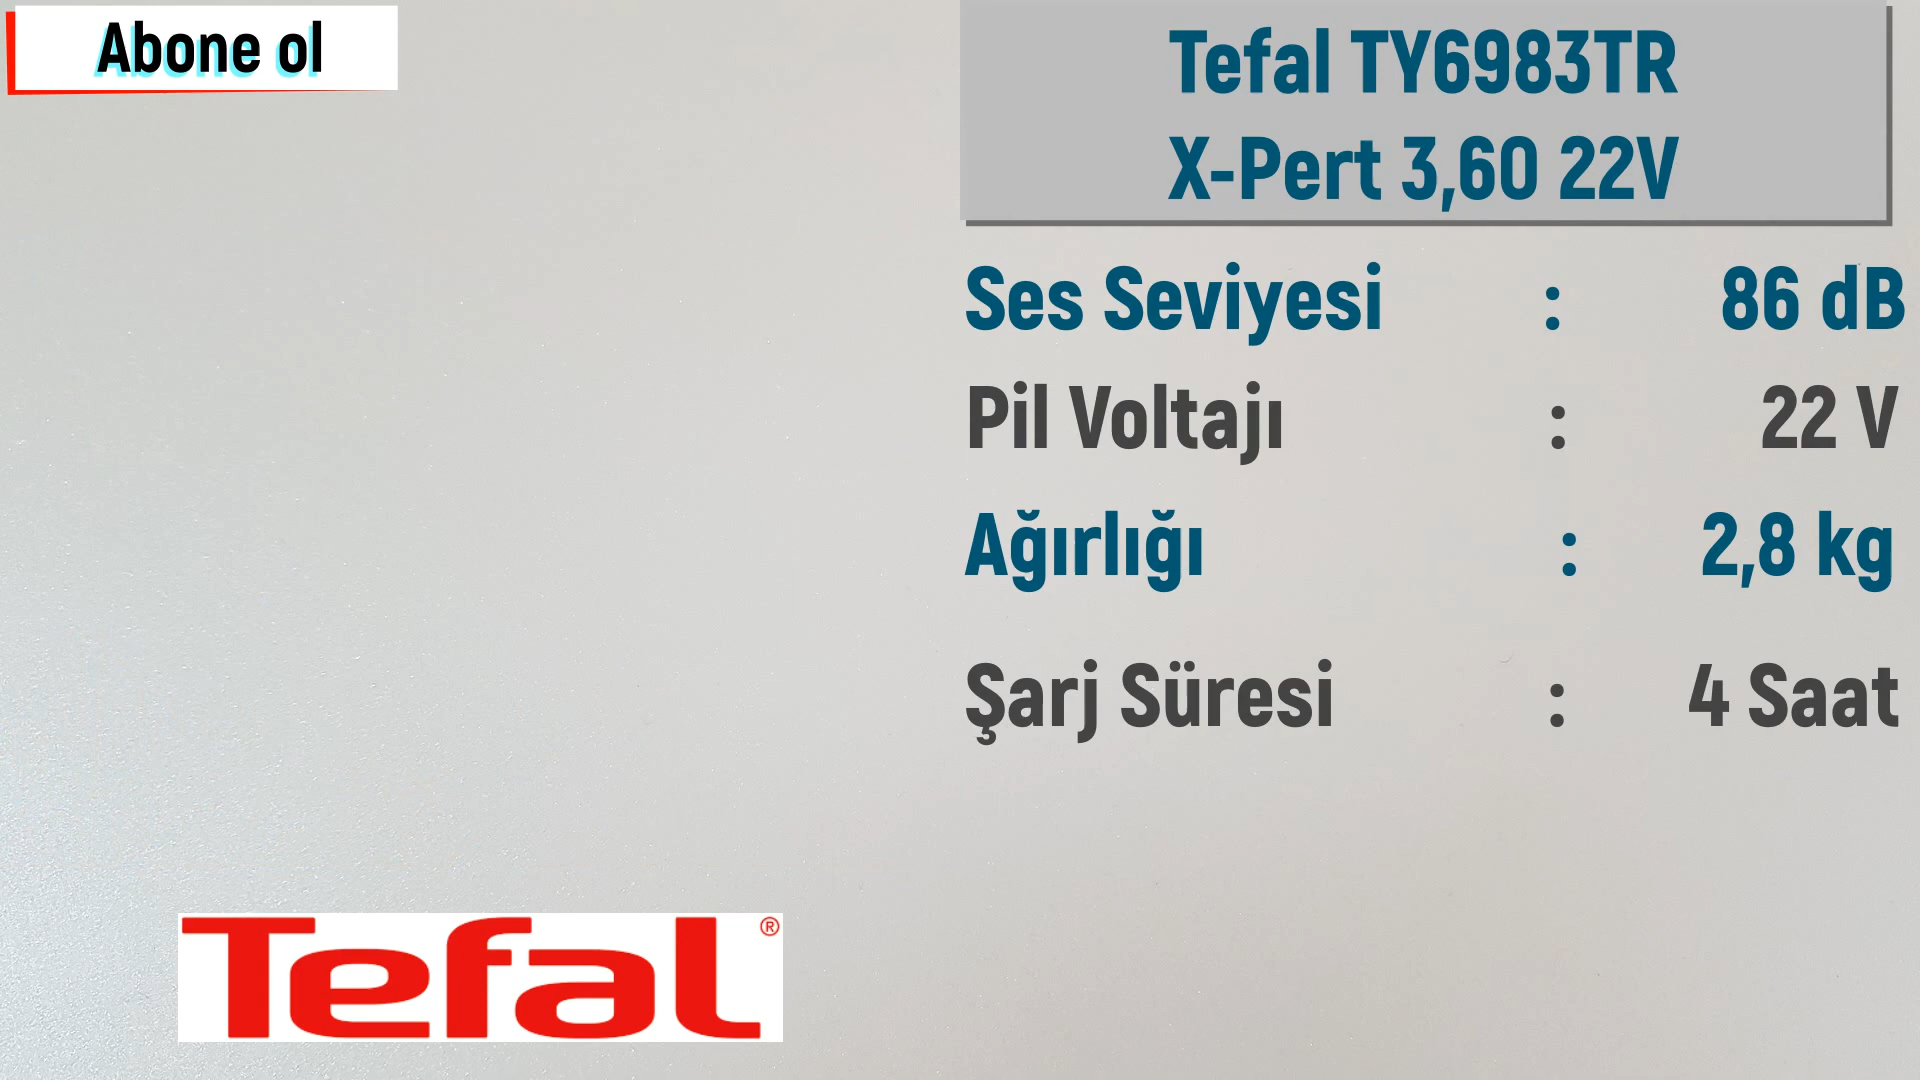 Abone ol
Tefal TY6983TR
X-Pert 3,60 22V
Ses Seviyesi : 86 dB
Pil Voltajı : 22 V
Ağırlığı : 2,8 kg
Şarj Süresi : 4 Saat
Tefal®